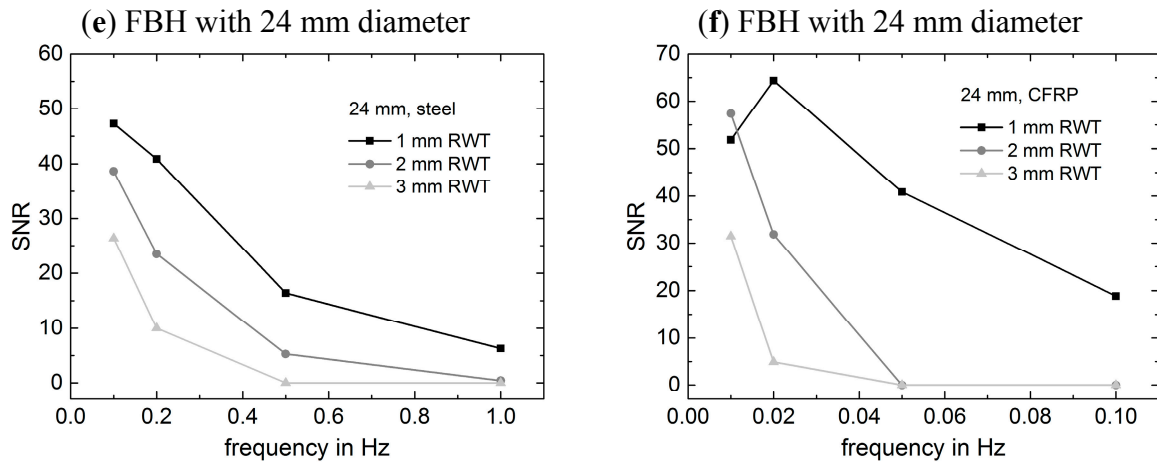 (e) FBH with 24 mm diameter
60
50
40
30
20
10
0
SNR
24 mm, steel
1 mm RWT
2 mm RWT
3 mm RWT
0.0 0.2 0.4 0.6 0.8 1.0
frequency in Hz
(f) FBH with 24 mm diameter
70
60
50
40
30
20
10
0
SNR
24 mm, CFRP
1 mm RWT
2 mm RWT
3 mm RWT
0.00 0.02 0.04 0.06 0.08 0.10
frequency in Hz